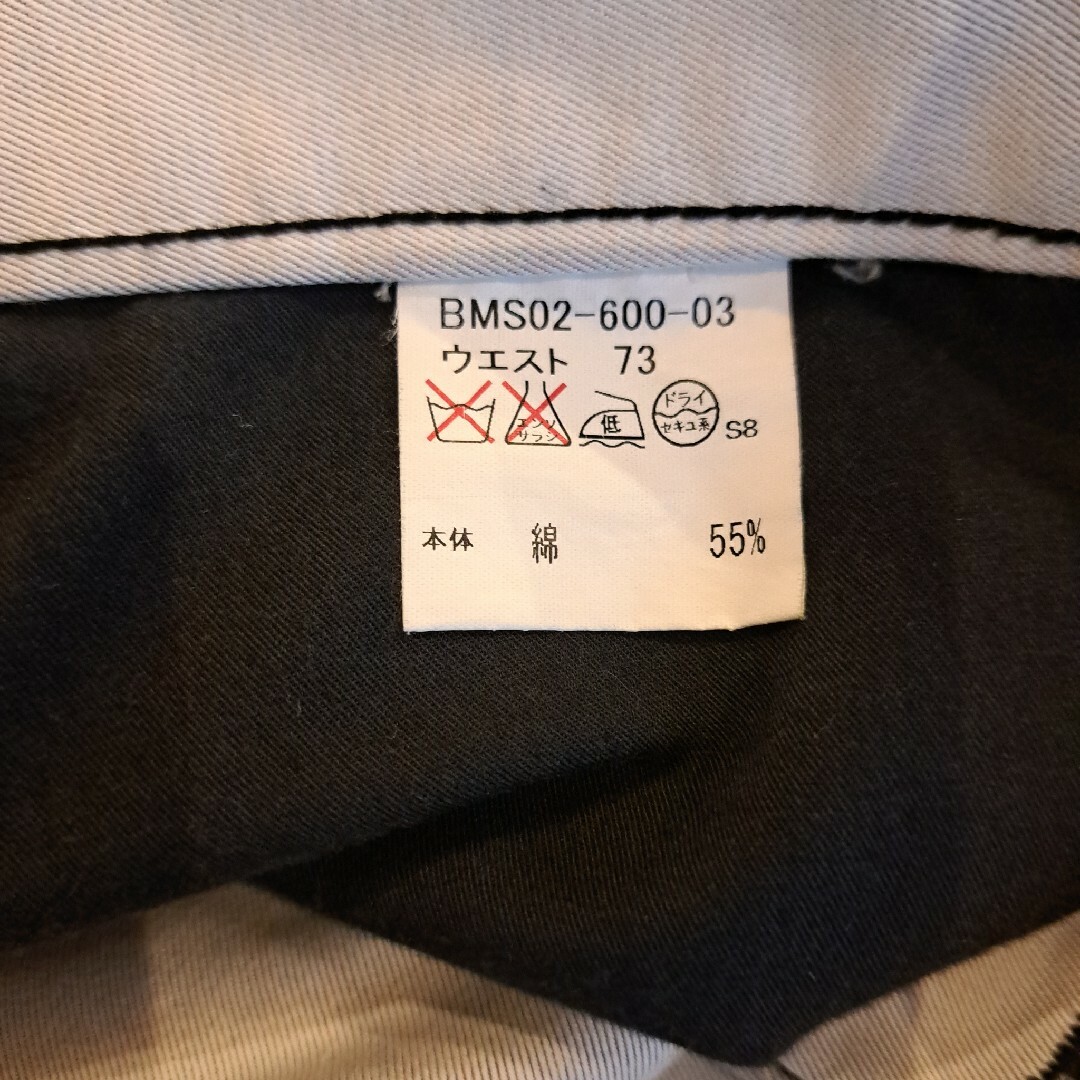 BMS02-600-03
ウエスト 73
エンソ
サラシ
低
ドライ
セキユ系
S8
本体 綿 55%